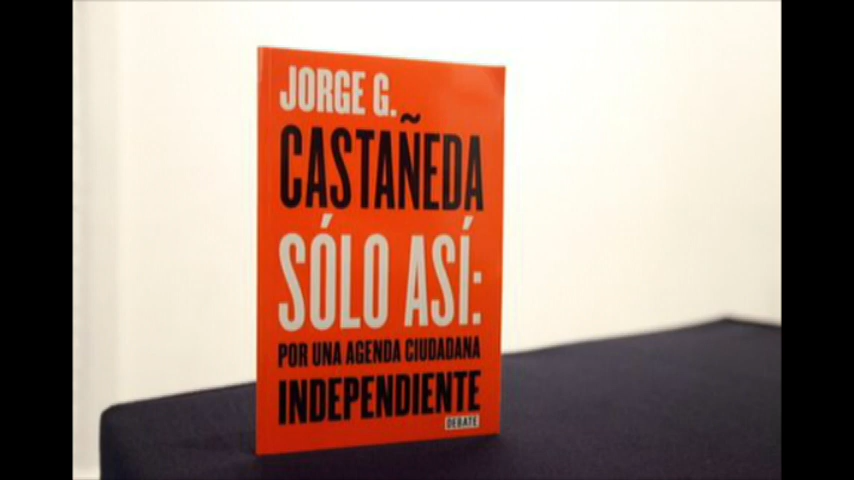 JORGE G.
CASTAÑEDA
SÓLO ASÍ:
POR UNA AGENDA CIUDADANA
INDEPENDIENTE
DEBATE